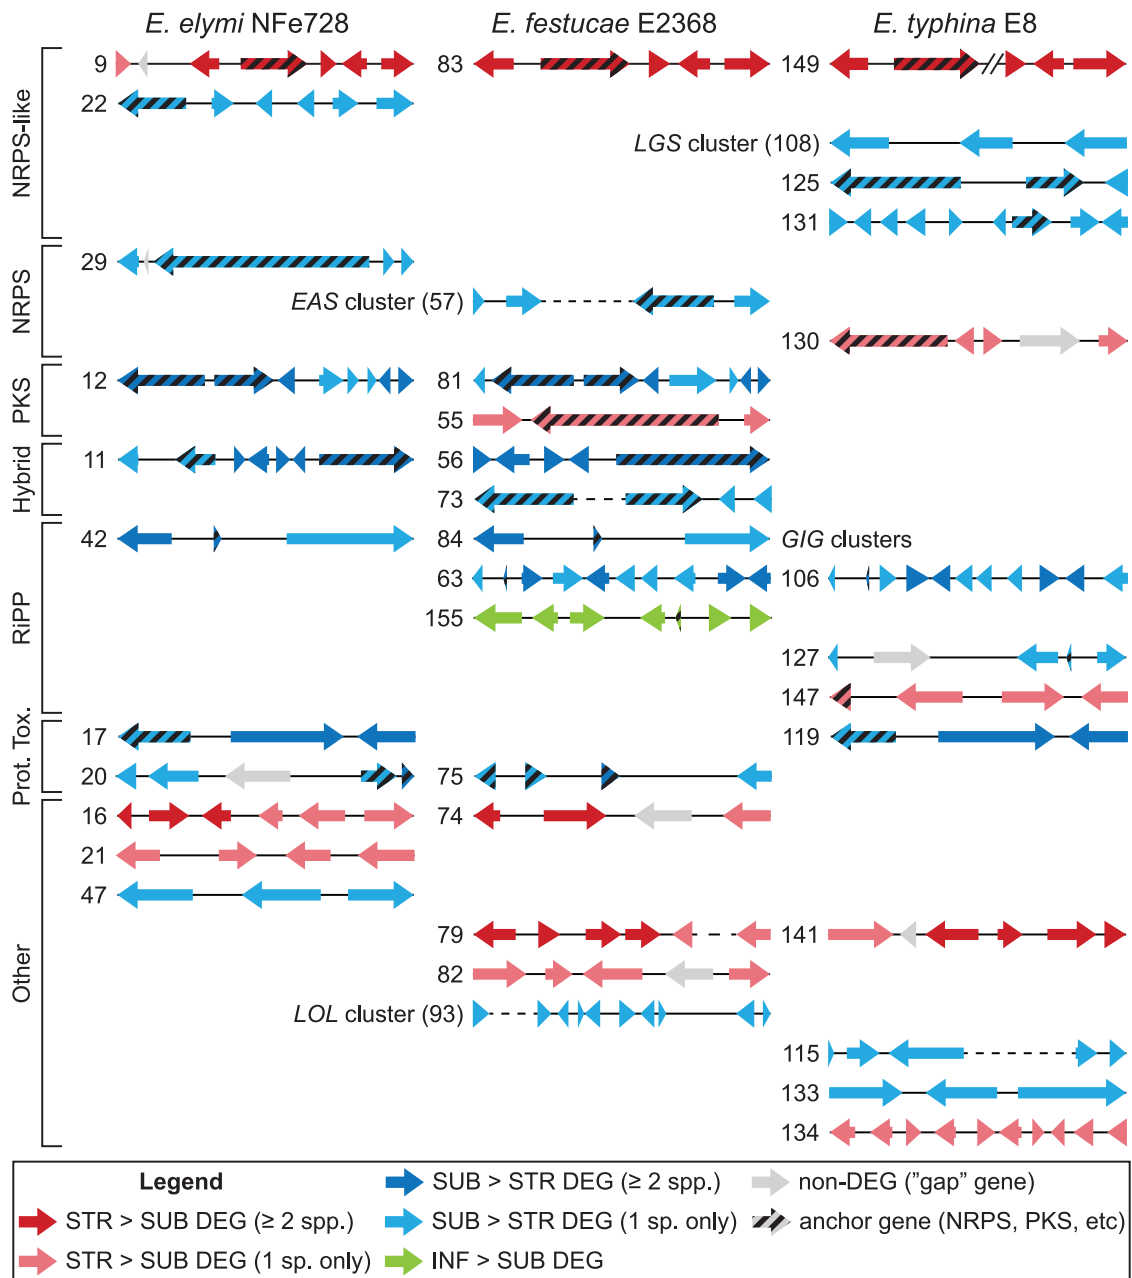 E. elymi NFe728 E. festucae E2368 E. typhina E8
NRPS-like
9 83 149
22
LGS cluster (108)
125
131
NRPS
29
EAS cluster (57)
130
PKS
12 81
55
Hybrid
11 56
73
RiPP
42 84 GIG clusters
63 106
155
127
147
Prot. Tox.
17 119
20 75
Other
16 74
21
47
79 141
82
LOL cluster (93)
115
133
134
Legend
STR > SUB DEG (≥ 2 spp.)
STR > SUB DEG (1 sp. only)
SUB > STR DEG (≥ 2 spp.)
SUB > STR DEG (1 sp. only)
INF > SUB DEG
non-DEG ("gap" gene)
anchor gene (NRPS, PKS, etc)